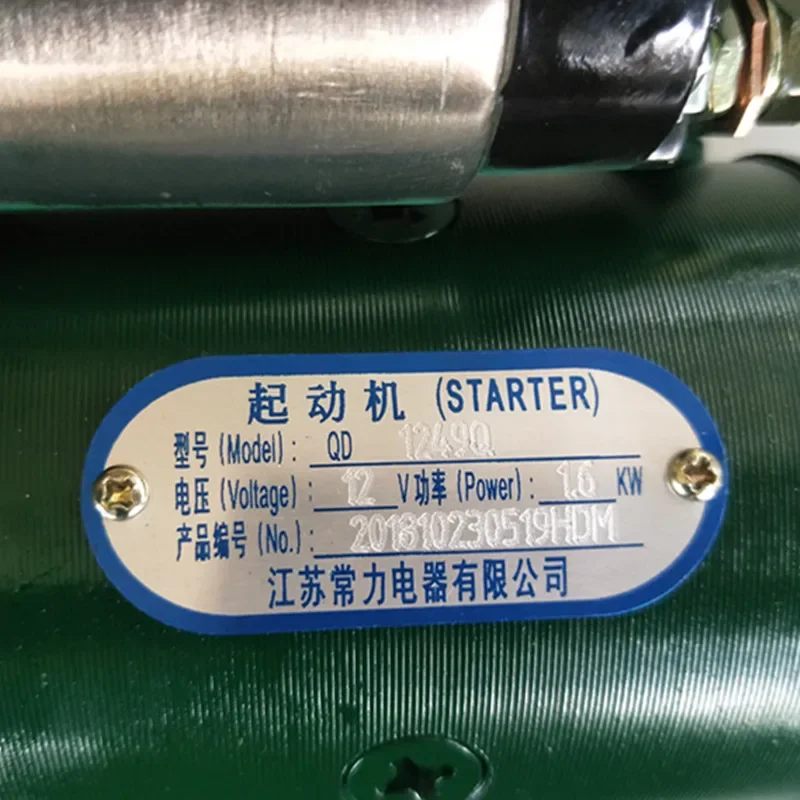 起动机 (STARTER)
型号(Model): QD 1249Q
电压(Voltage): 12 V功率(Power): 1.6 KW
产品编号(No.): 201810230519HDM
江苏常力电器有限公司